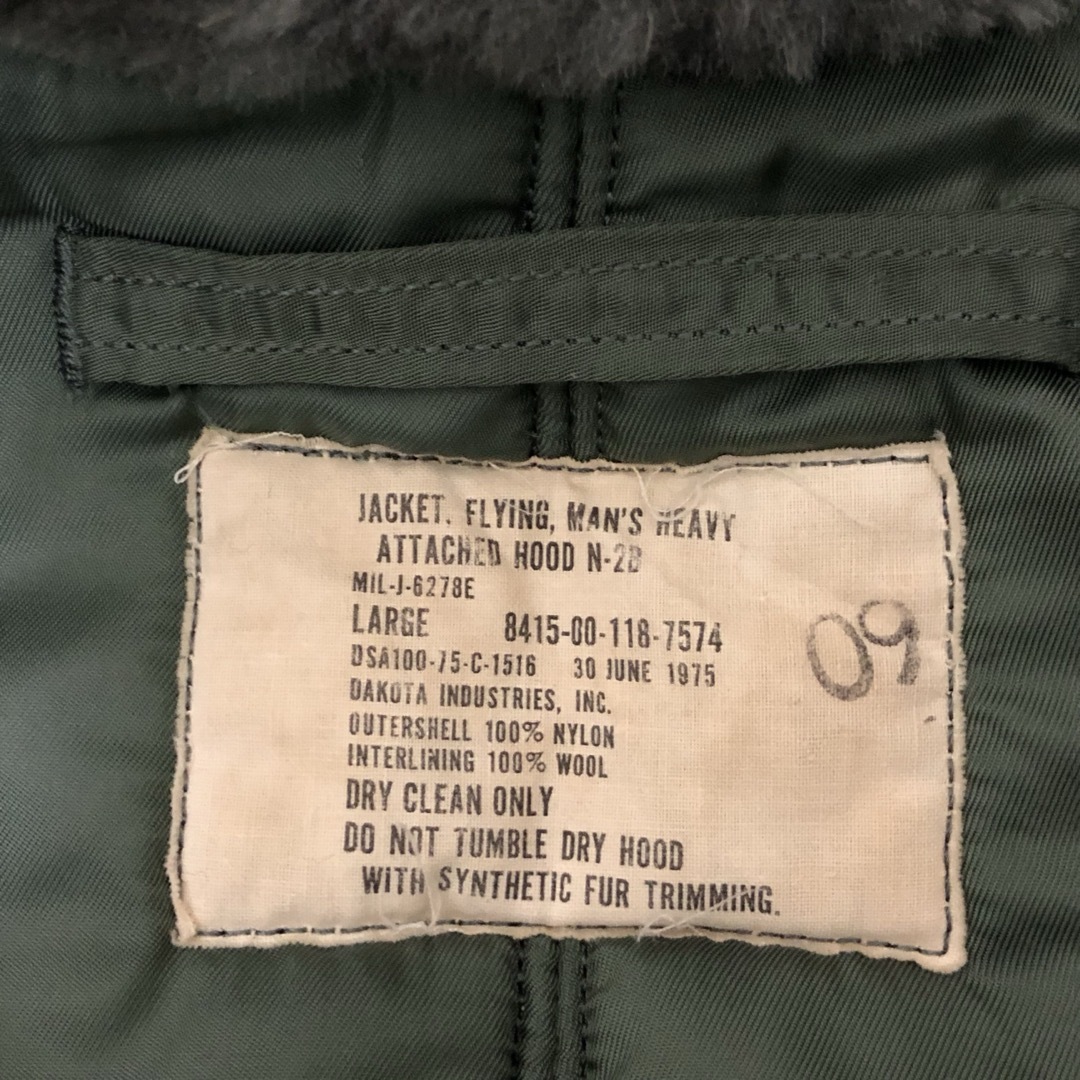 JACKET, FLYING, MAN'S HEAVY
ATTACHED HOOD N-2B
MIL-J-6278E
LARGE 8415-00-118-7574
DSA100-75-C-1516 30 JUNE 1975
DAKOTA INDUSTRIES, INC.
OUTERSHELL 100% NYLON
INTERLINING 100% WOOL
DRY CLEAN ONLY
DO NOT TUMBLE DRY HOOD
WITH SYNTHETIC FUR TRIMMING.
09